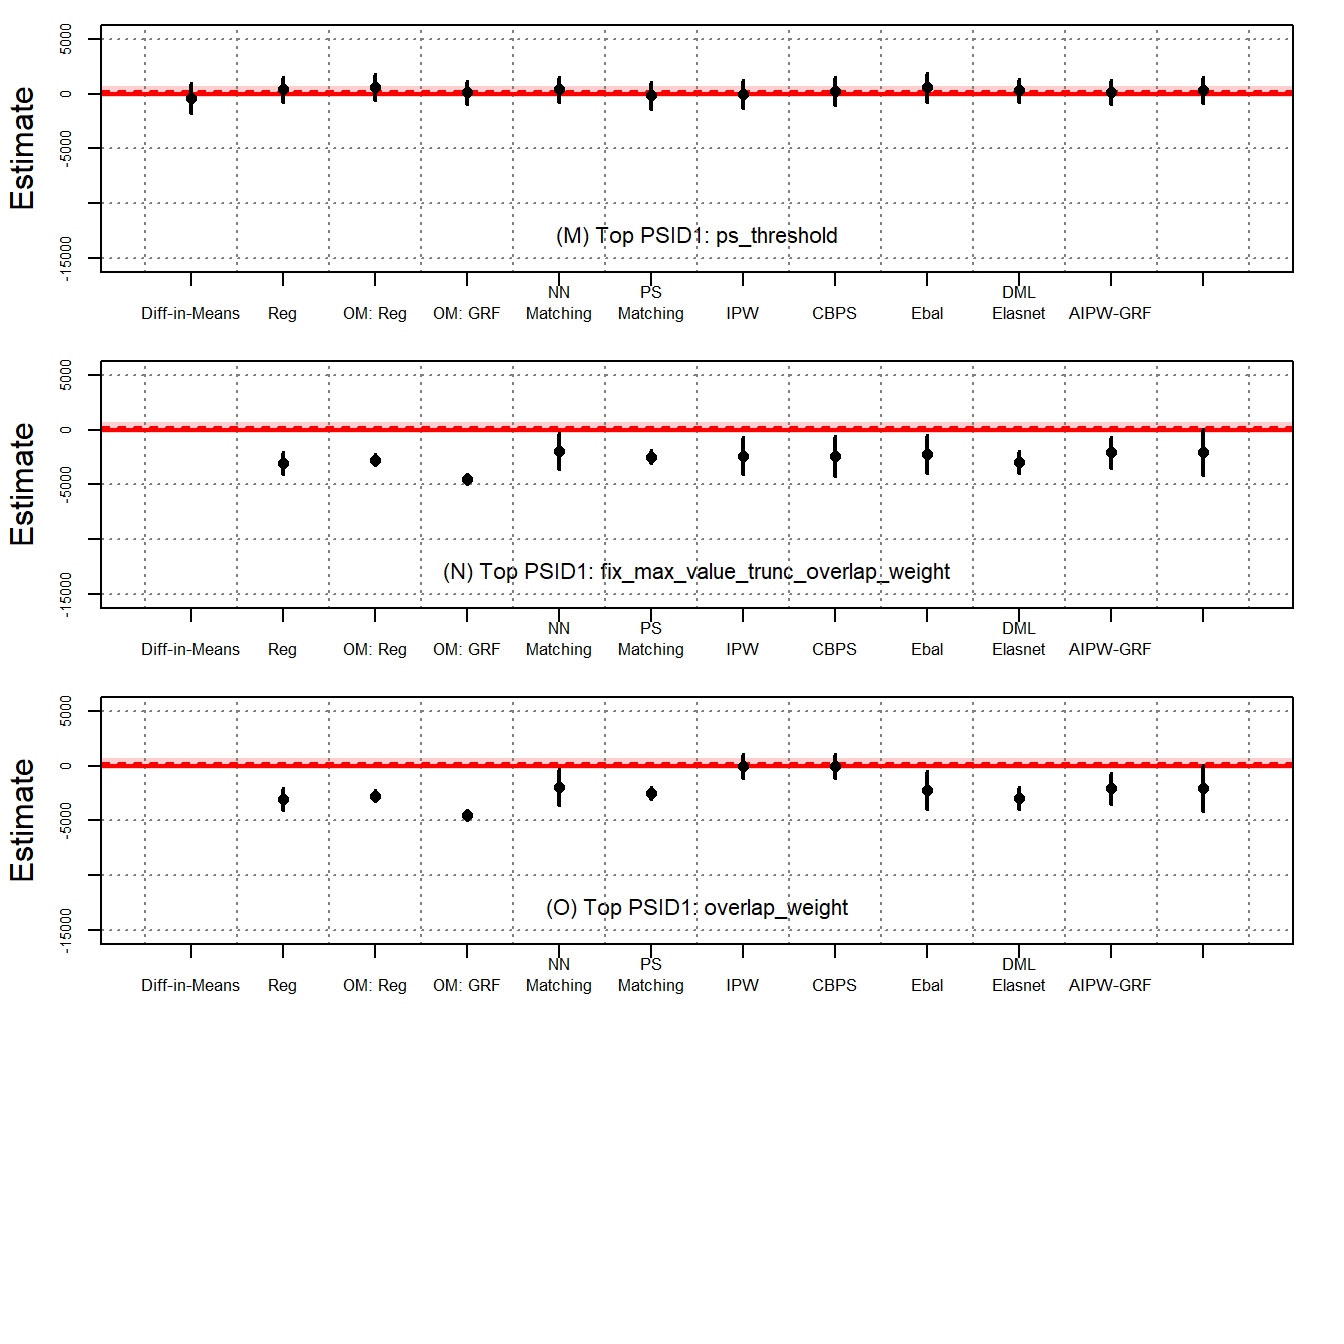 Estimate
5000
0
-5000
-15000
(M) Top PSID1: ps_threshold
NN PS DML
Diff-in-Means Reg OM: Reg OM: GRF Matching Matching IPW CBPS Ebal Elasnet AIPW-GRF
Estimate
5000
0
-5000
-15000
(N) Top PSID1: fix_max_value_trunc_overlap_weight
NN PS DML
Diff-in-Means Reg OM: Reg OM: GRF Matching Matching IPW CBPS Ebal Elasnet AIPW-GRF
Estimate
5000
0
-5000
-15000
(O) Top PSID1: overlap_weight
NN PS DML
Diff-in-Means Reg OM: Reg OM: GRF Matching Matching IPW CBPS Ebal Elasnet AIPW-GRF